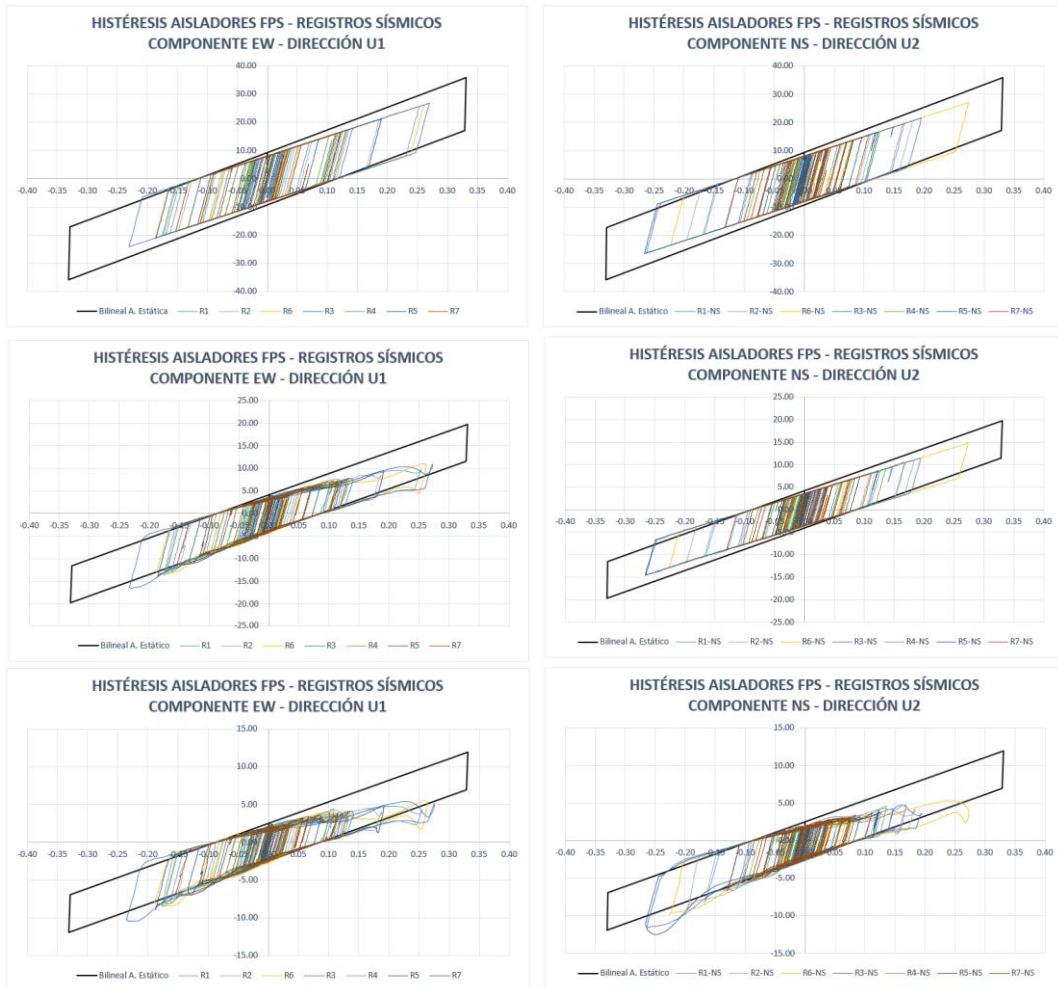 HISTÉRESIS AISLADORES FPS - REGISTROS SÍSMICOS
COMPONENTE EW - DIRECCIÓN U1
40.00
30.00
20.00
10.00
-0.40 -0.35 -0.30 -0.25 -0.20 -0.15 -0.10 0.05 0.10 0.15 0.20 0.25 0.30 0.35 0.40
-20.00
-30.00
-40.00
Bilineal A. Estática R1 R2 R6 R3 R4 R5 R7
HISTÉRESIS AISLADORES FPS - REGISTROS SÍSMICOS
COMPONENTE NS - DIRECCIÓN U2
40.00
30.00
20.00
10.00
-0.40 -0.35 -0.30 -0.25 -0.20 -0.15 -0.10 0.05 0.10 0.15 0.20 0.25 0.30 0.35 0.40
-20.00
-30.00
-40.00
Bilineal A. Estático R1-NS R2-NS R6-NS R3-NS R4-NS R5-NS R7-NS
HISTÉRESIS AISLADORES FPS - REGISTROS SÍSMICOS
COMPONENTE EW - DIRECCIÓN U1
25.00
20.00
15.00
10.00
5.00
-0.40 -0.35 -0.30 -0.25 -0.20 -0.15 -0.10 0.05 0.10 0.15 0.20 0.25 0.30 0.35 0.40
-10.00
-15.00
-20.00
-25.00
Bilineal A. Estático R1 R2 R6 R3 R4 R5 R7
HISTÉRESIS AISLADORES FPS - REGISTROS SÍSMICOS
COMPONENTE NS - DIRECCIÓN U2
25.00
20.00
15.00
10.00
5.00
-0.40 -0.35 -0.30 -0.25 -0.20 -0.15 -0.10 0.05 0.10 0.15 0.20 0.25 0.30 0.35 0.40
-10.00
-15.00
-20.00
-25.00
Bilineal A. Estático R1-NS R2-NS R6-NS R3-NS R4-NS R5-NS R7-NS
HISTÉRESIS AISLADORES FPS - REGISTROS SÍSMICOS
COMPONENTE EW - DIRECCIÓN U1
15.00
10.00
5.00
-0.40 -0.35 -0.30 -0.25 -0.20 -0.15 -0.10 0.05 0.10 0.15 0.20 0.25 0.30 0.35 0.40
-5.00
-10.00
-15.00
Bilineal A. Estático R1 R2 R6 R3 R4 R5 R7
HISTÉRESIS AISLADORES FPS - REGISTROS SÍSMICOS
COMPONENTE NS - DIRECCIÓN U2
15.00
10.00
5.00
-0.40 -0.35 -0.30 -0.25 -0.20 -0.15 -0.10 0.05 0.10 0.15 0.20 0.25 0.30 0.35 0.40
-5.00
-10.00
-15.00
Bilineal A. Estático R1-NS R2-NS R6-NS R3-NS R4-NS R5-NS R7-NS